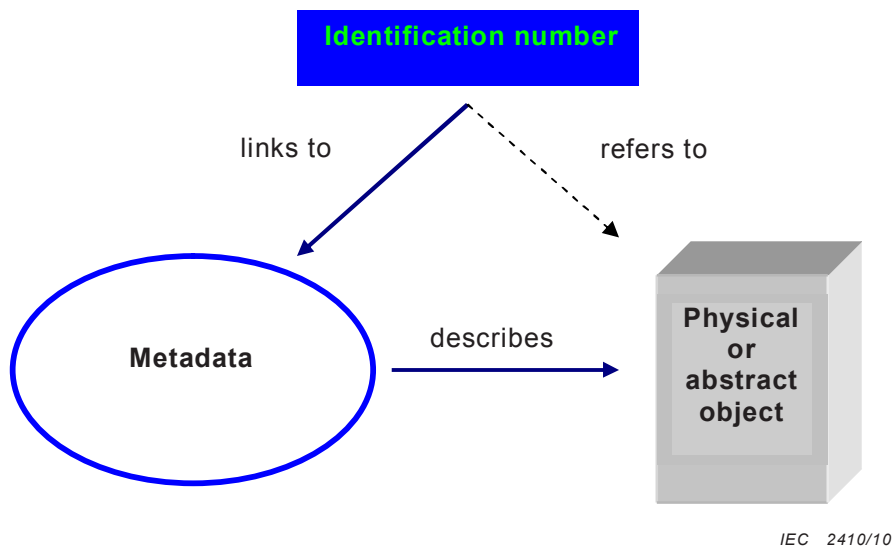 Identification number
links to
refers to
Physical
or
abstract
object
describes
Metadata
IEC 2410/10